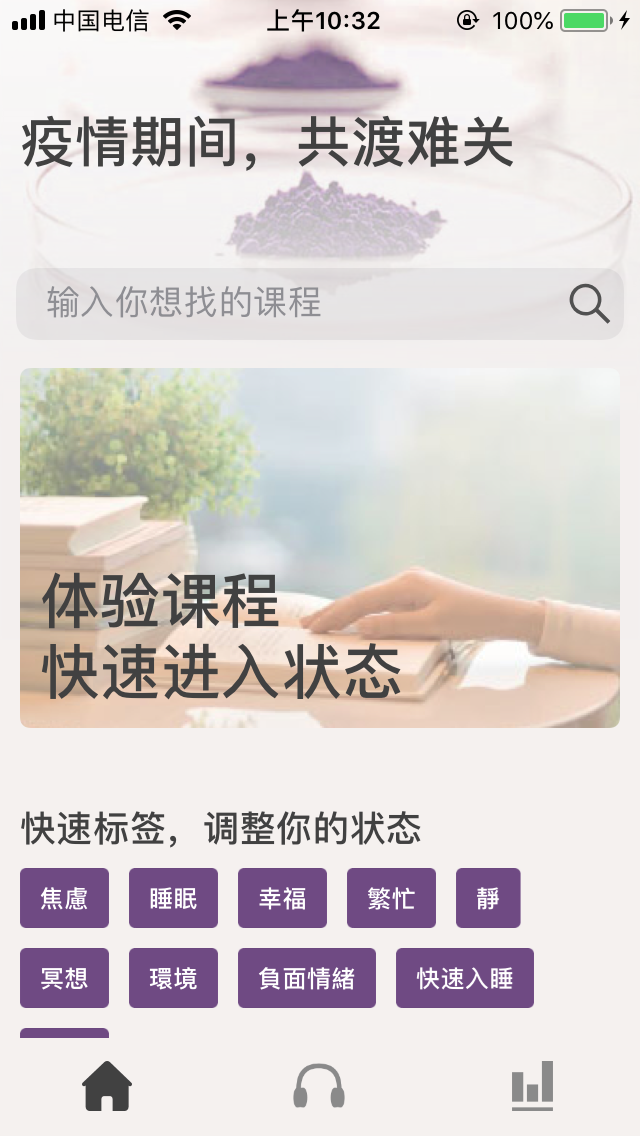 中国电信 上午10:32 100%
疫情期间，共渡难关
输入你想找的课程
体验课程
快速进入状态
快速标签，调整你的状态
焦慮 睡眠 幸福 繁忙 靜
冥想 環境 負面情緒 快速入睡